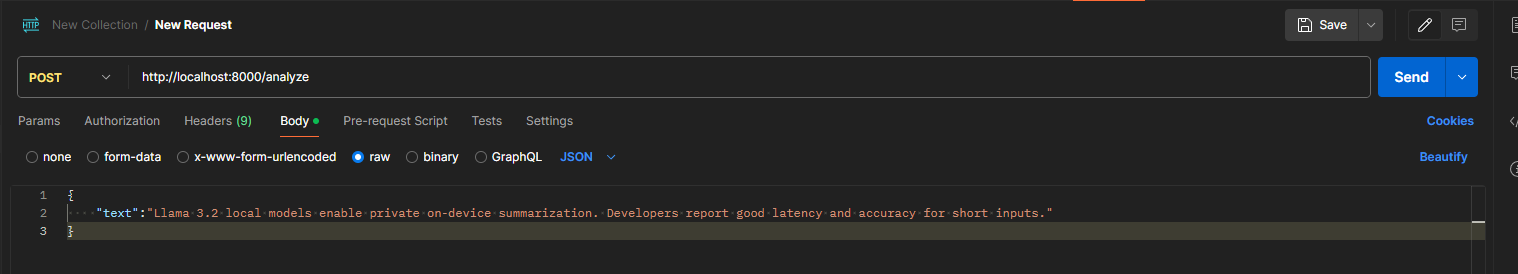 HTTP New Collection / New Request Save
POST http://localhost:8000/analyze Send
Params Authorization Headers (9) Body Pre-request Script Tests Settings Cookies
none form-data x-www-form-urlencoded raw binary GraphQL JSON Beautify
1 {
2 "text":"Llama 3.2 local models enable private on-device summarization. Developers report good latency and accuracy for short inputs."
3 }